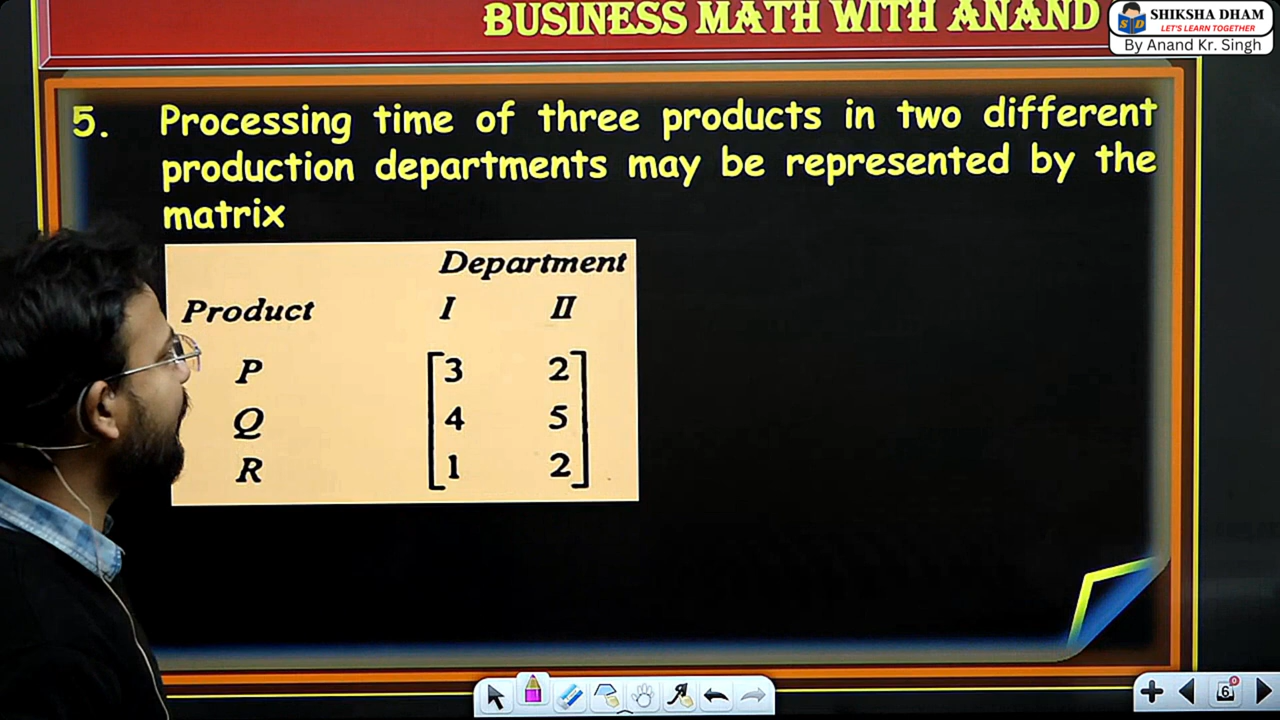 BUSINESS MATH WITH ANAND
SHIKSHA DHAM
LET'S LEARN TOGETHER
By Anand Kr. Singh
5. Processing time of three products in two different
production departments may be represented by the
matrix
Department
Product I II
P 3 2
Q 4 5
R 1 2
6
0